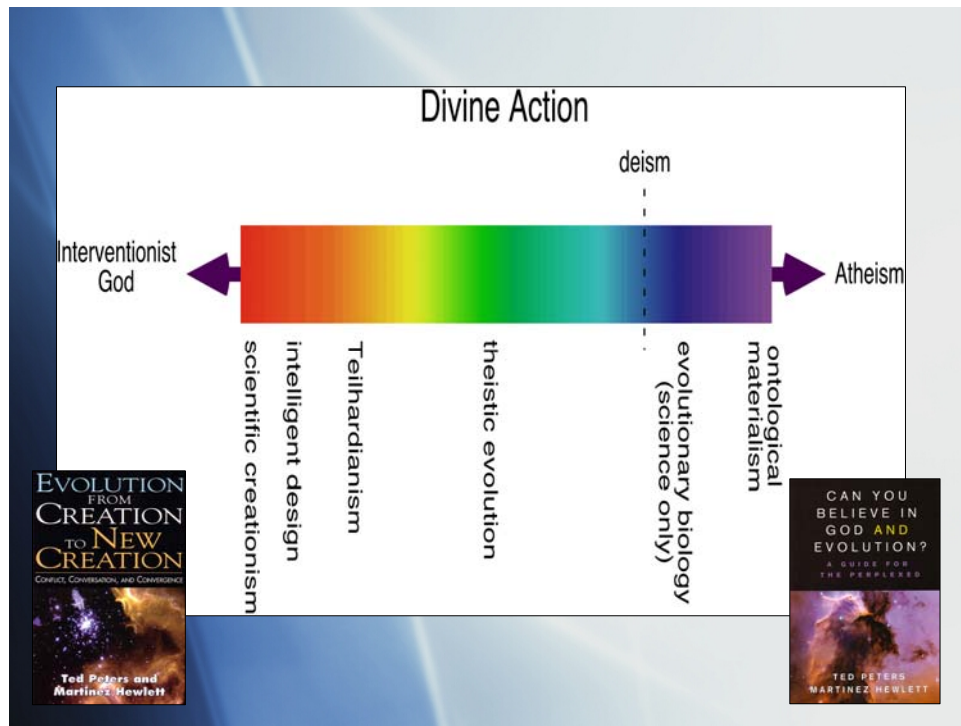 Divine Action
deism
Interventionist
God
Atheism
scientific creationism
intelligent design
Teilhardianism
theistic evolution
evolutionary biology
(science only)
ontological
materialism
EVOLUTION
FROM
CREATION
TO NEW
CREATION
CONFLICT, CONVERSATION, AND CONVERGENCE
Ted Peters and
Martinez Hewlett
CAN YOU
BELIEVE IN
GOD AND
EVOLUTION?
A GUIDE FOR
THE PERPLEXED
TED PETERS
MARTINEZ HEWLETT